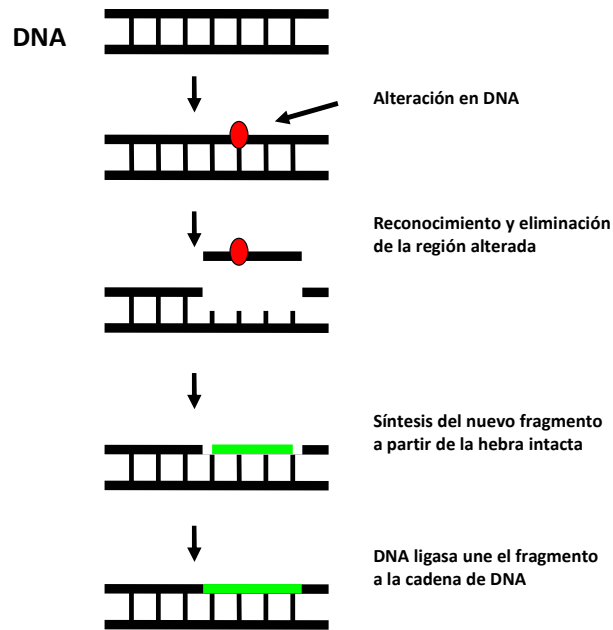 DNA
Alteración en DNA
Reconocimiento y eliminación
de la región alterada
Síntesis del nuevo fragmento
a partir de la hebra intacta
DNA ligasa une el fragmento
a la cadena de DNA